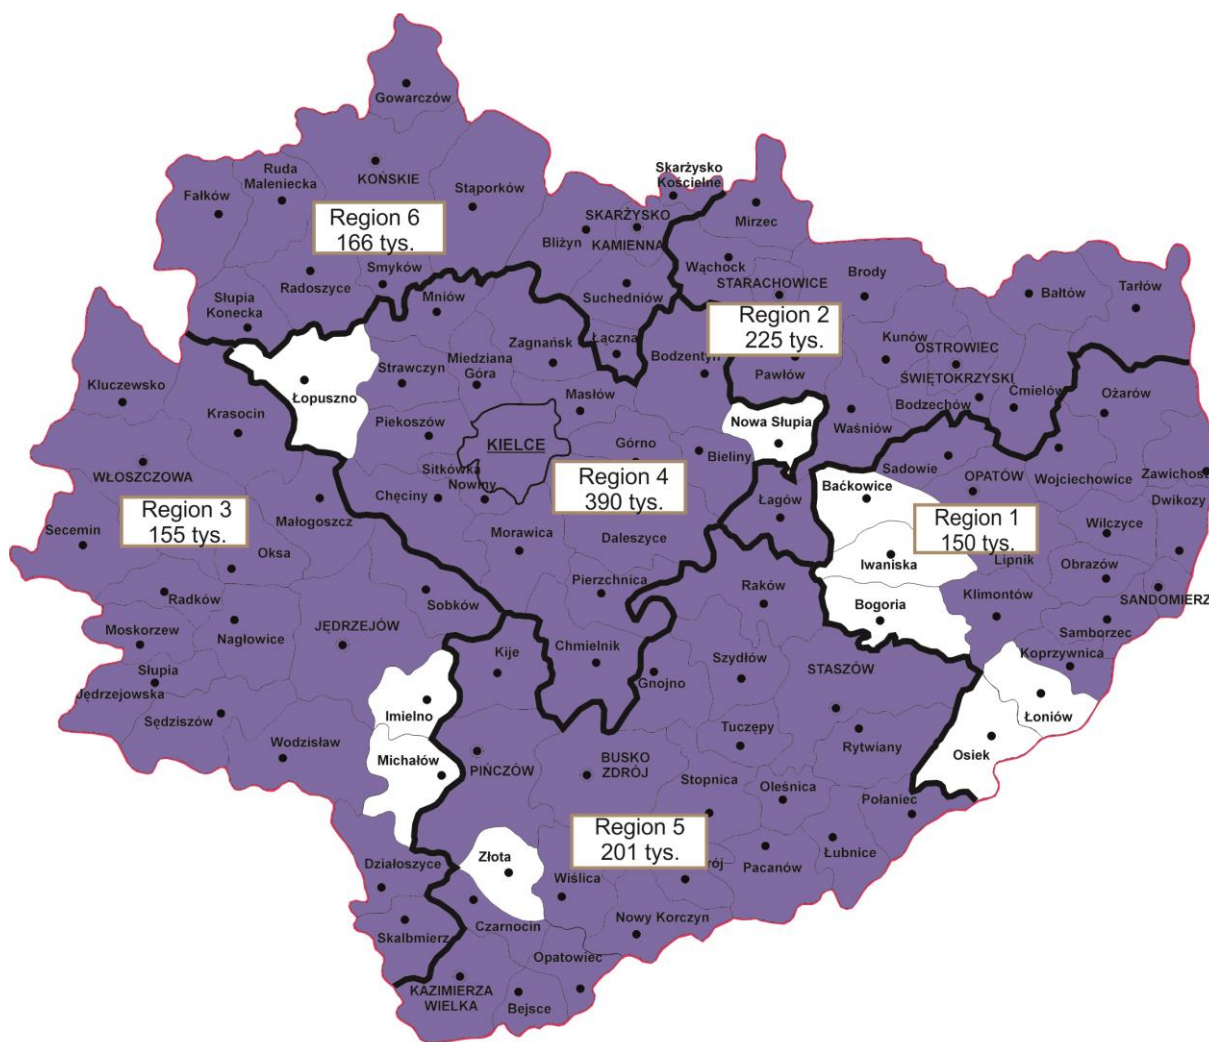 Gowarczów
Ruda
Maleniecka
KOŃSKIE
Fałków
Stąporków
Skarżysko
Kościelne
Region 6
166 tys.
SKARŻYSKO
KAMIENNA
Bliżyn
Mirzec
Smyków
Radoszyce
Słupia
Konecka
Suchedniów
Wąchock
STARACHOWICE
Brody
Bałtów
Tarłów
Mniów
Zagnańsk
Łączna
Bodzentyn
Region 2
225 tys.
Pawłów
Kunów
OSTROWIEC
ŚWIĘTOKRZYSKI
Bodzechów
Ćmielów
Ożarów
Kluczewsko
Krasocin
Łopuszno
Strawczyn
Miedziana
Góra
Masłów
Piekoszów
KIELCE
Górno
Bieliny
Nowa Słupia
Waśniów
Sadowie
OPATÓW
Wojciechowice
Zawichost
Dwikozy
WŁOSZCZOWA
Sitkówka
Nowiny
Chęciny
Region 4
390 tys.
Łagów
Baćkowice
Region 1
150 tys.
Wilczyce
Region 3
155 tys.
Małogoszcz
Secemin
Oksa
Morawica
Daleszyce
Iwaniska
Lipnik
Obrazów
Radków
Sobków
Pierzchnica
Raków
Bogoria
Klimontów
SANDOMIERZ
Moskorzew
Nagłowice
JĘDRZEJÓW
Samborzec
Kije
Chmielnik
Gnojno
Szydłów
STASZÓW
Koprzywnica
Słupia
Jędrzejowska
Sędziszów
Imielno
Łoniów
Wodzisław
Michałów
PIŃCZÓW
BUSKO
ZDRÓJ
Tuczępy
Rytwiany
Osiek
Stopnica
Oleśnica
Połaniec
Region 5
201 tys.
Łubnice
Działoszyce
Złota
Wiślica
rój
Pacanów
Skalbmierz
Czarnocin
Nowy Korczyn
Opatowiec
KAZIMIERZA
WIELKA
Bejsce